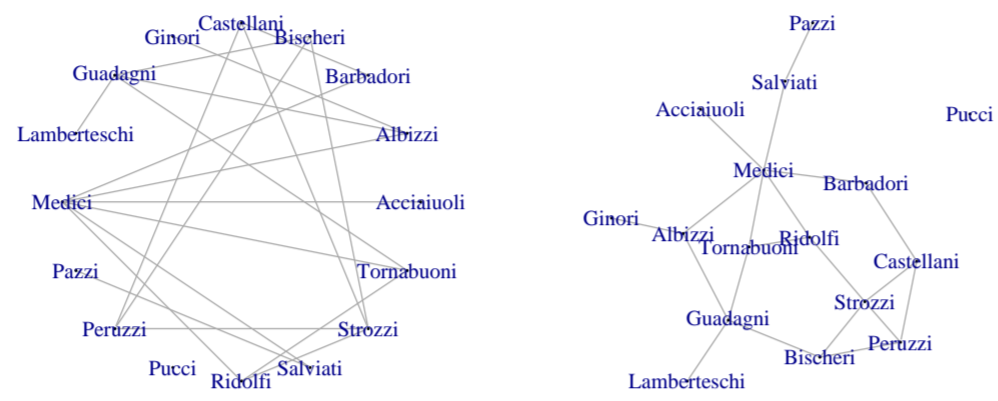 Castellani
Ginori
Bischeri
Guadagni
Barbadori
Lamberteschi
Albizzi
Medici
Acciaiuoli
Pazzi
Tornabuoni
Peruzzi
Strozzi
Pucci
Salviati
Ridolfi
Pazzi
Salviati
Acciaiuoli
Pucci
Medici
Barbadori
Ginori
Albizzi
Ridolfi
Tornabuoni
Castellani
Strozzi
Guadagni
Peruzzi
Bischeri
Lamberteschi